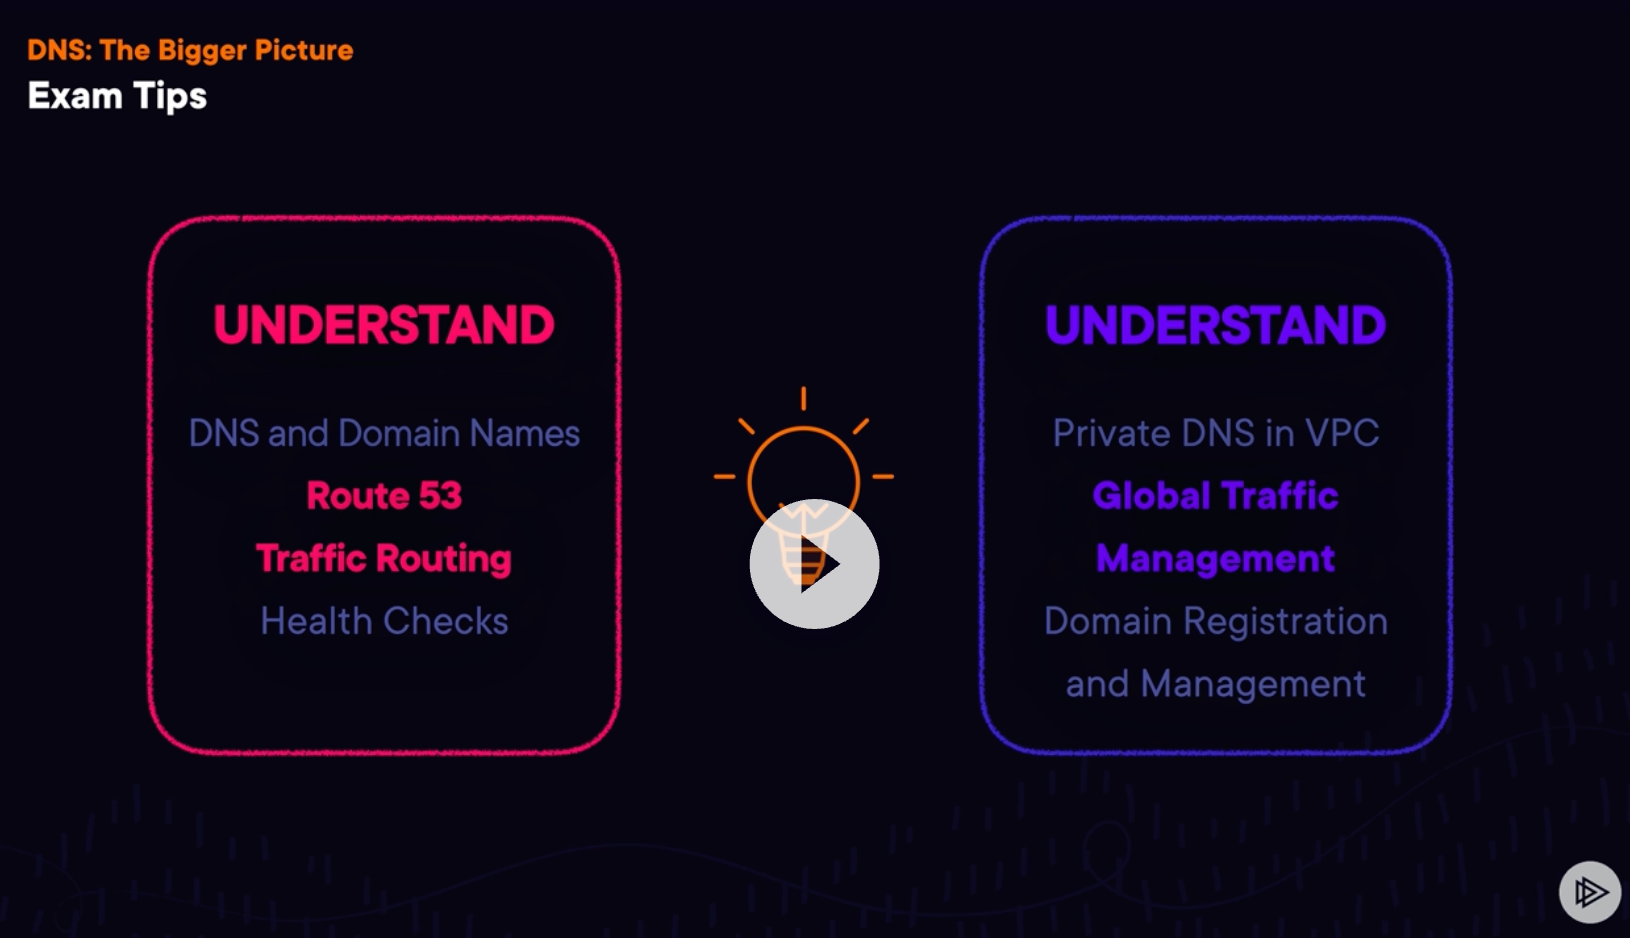 DNS: The Bigger Picture
Exam Tips
UNDERSTAND
DNS and Domain Names
Route 53
Traffic Routing
Health Checks
UNDERSTAND
Private DNS in VPC
Global Traffic
Management
Domain Registration
and Management